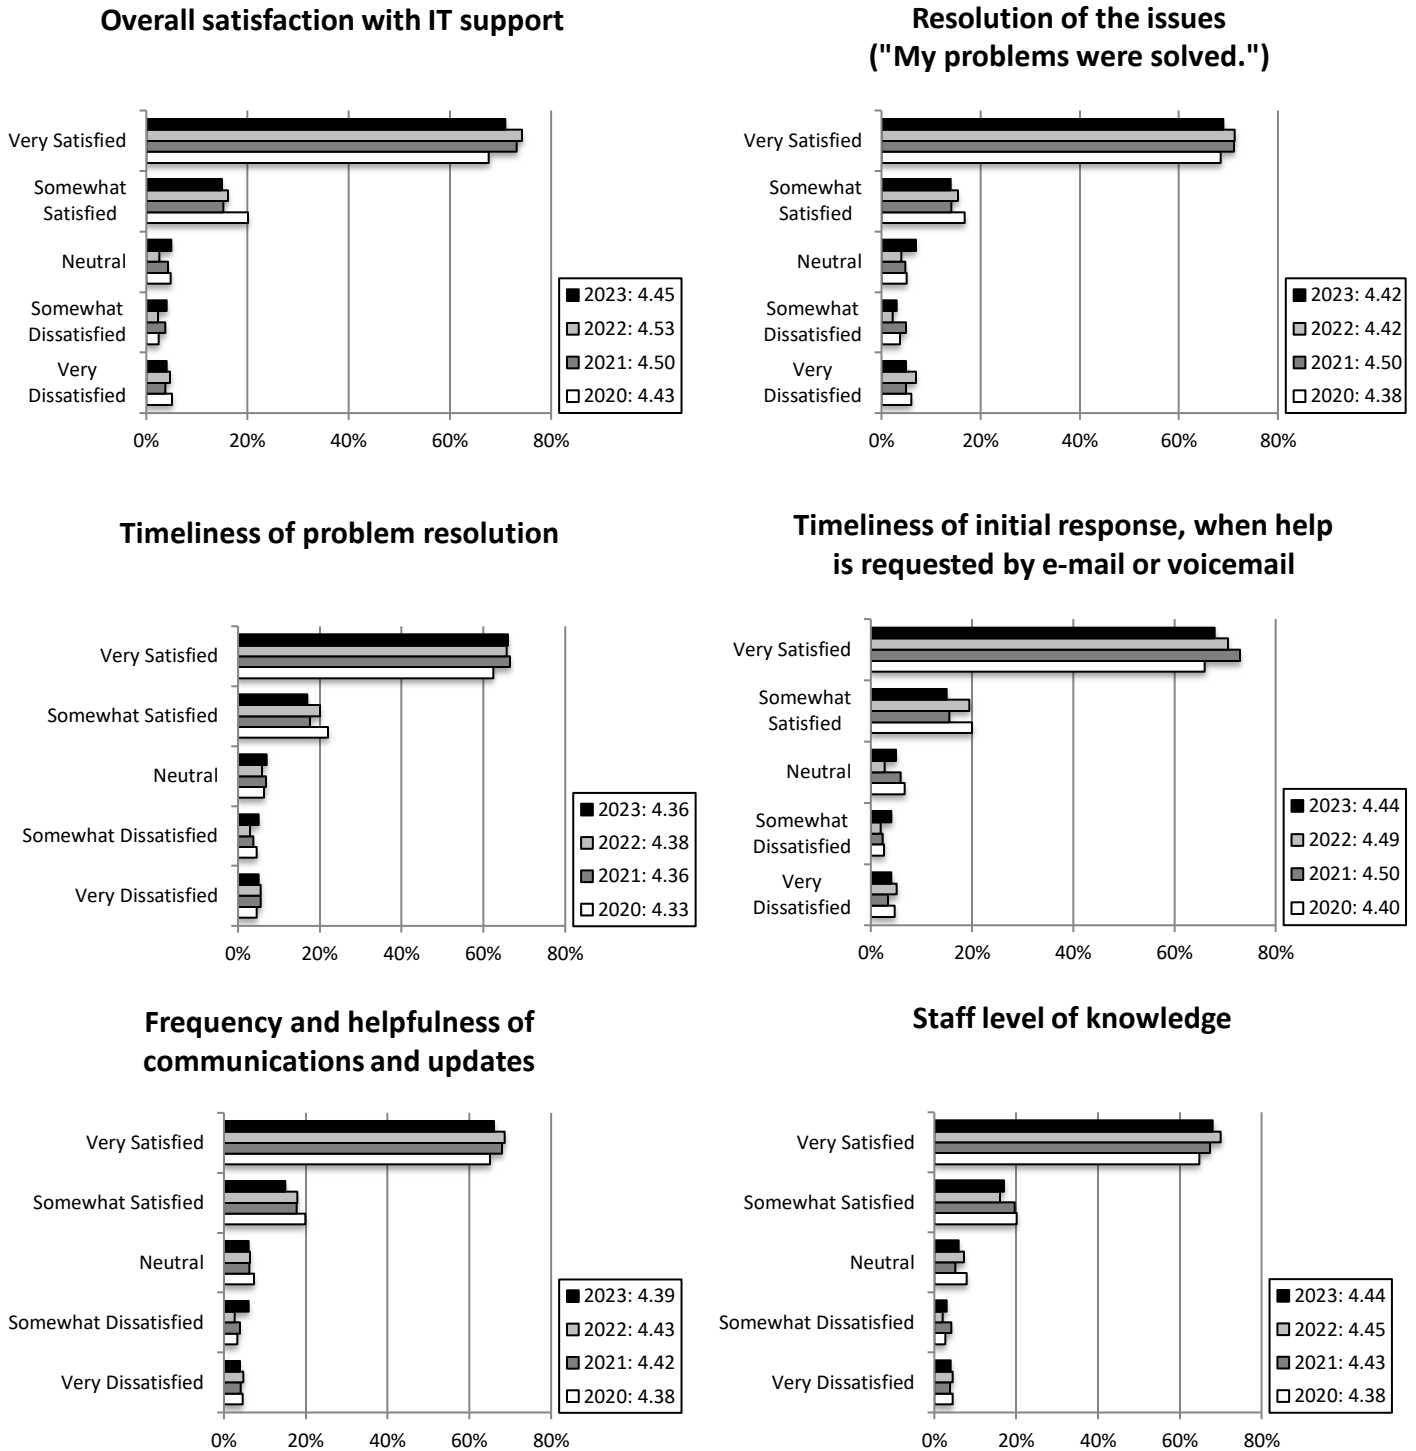 Overall satisfaction with IT support
Very Satisfied
Somewhat
Satisfied
Neutral
Somewhat
Dissatisfied
Very
Dissatisfied
0%
20%
40%
60%
80%
2023: 4.45
2022: 4.53
2021: 4.50
2020: 4.43
Resolution of the issues
("My problems were solved.")
Very Satisfied
Somewhat
Satisfied
Neutral
Somewhat
Dissatisfied
Very
Dissatisfied
0%
20%
40%
60%
80%
2023: 4.42
2022: 4.42
2021: 4.50
2020: 4.38
Timeliness of problem resolution
Very Satisfied
Somewhat Satisfied
Neutral
Somewhat Dissatisfied
Very Dissatisfied
0%
20%
40%
60%
80%
2023: 4.36
2022: 4.38
2021: 4.36
2020: 4.33
Timeliness of initial response, when help
is requested by e-mail or voicemail
Very Satisfied
Somewhat
Satisfied
Neutral
Somewhat
Dissatisfied
Very
Dissatisfied
0%
20%
40%
60%
80%
2023: 4.44
2022: 4.49
2021: 4.50
2020: 4.40
Frequency and helpfulness of
communications and updates
Very Satisfied
Somewhat Satisfied
Neutral
Somewhat Dissatisfied
Very Dissatisfied
0%
20%
40%
60%
80%
2023: 4.39
2022: 4.43
2021: 4.42
2020: 4.38
Staff level of knowledge
Very Satisfied
Somewhat Satisfied
Neutral
Somewhat Dissatisfied
Very Dissatisfied
0%
20%
40%
60%
80%
2023: 4.44
2022: 4.45
2021: 4.43
2020: 4.38